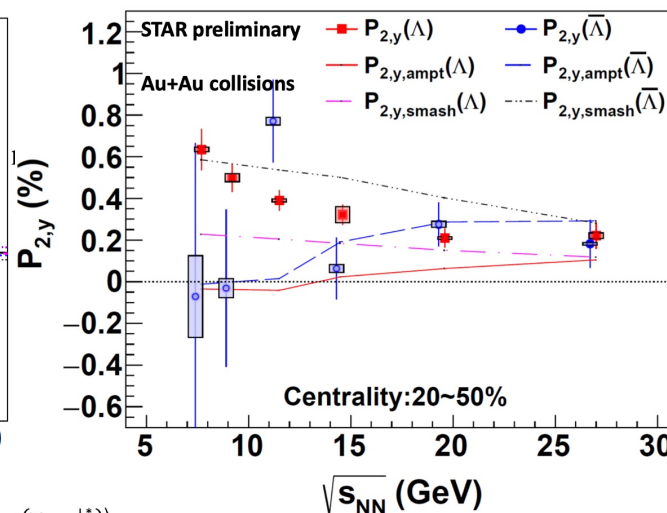 STAR preliminary
Au+Au collisions
P2,y(Λ)
P2,y(Λ̅)
P2,y,ampt(Λ)
P2,y,ampt(Λ̅)
P2,y,smash(Λ)
P2,y,smash(Λ̅)
P2,y (%)
1.2
1
0.8
0.6
0.4
0.2
0
−0.2
−0.4
−0.6
Centrality:20~50%
5
10
15
20
25
30
√sNN (GeV)